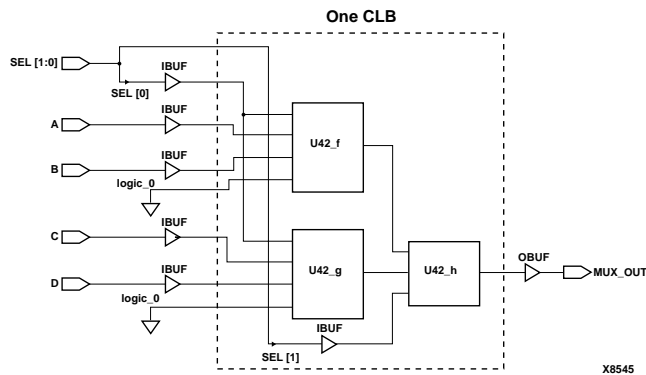 One CLB
SEL [1:0]
IBUF
SEL [0]
IBUF
A
U42_f
IBUF
B
logic_0
IBUF
C
IBUF
U42_g
U42_h
OBUF
MUX_OUT
D
logic_0
IBUF
SEL [1]
X8545